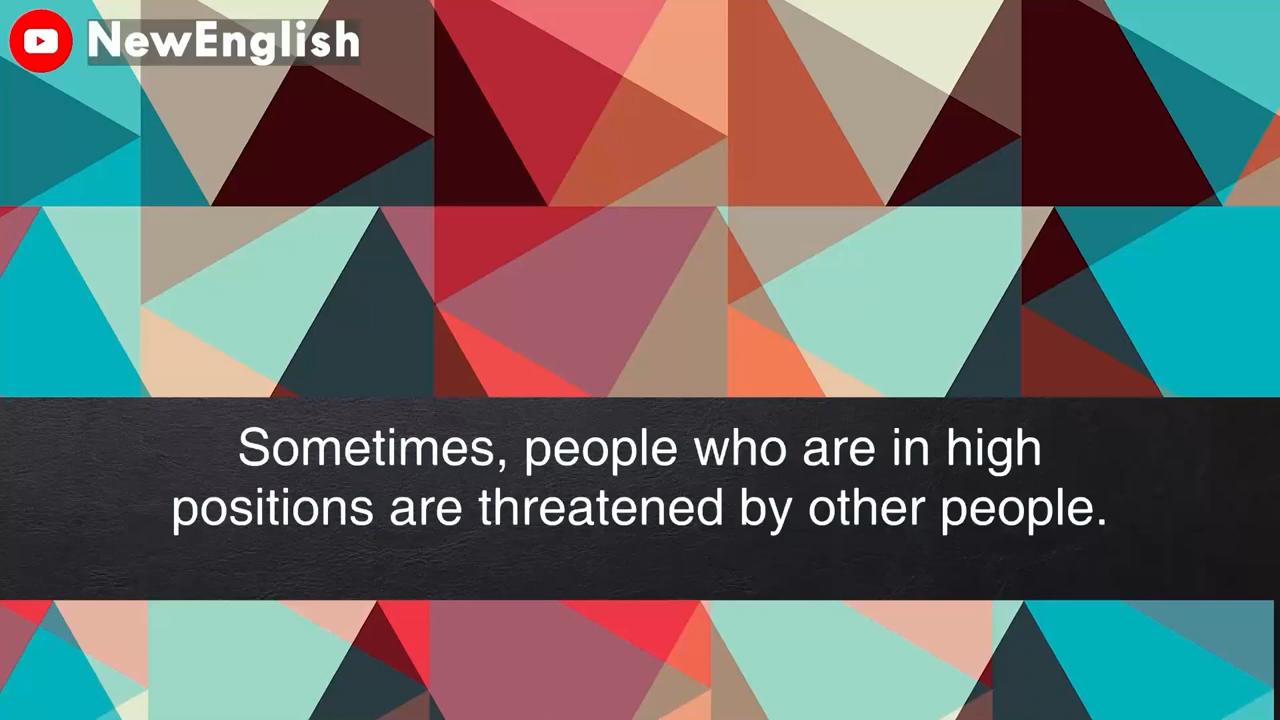 NewEnglish
Sometimes, people who are in high
positions are threatened by other people.